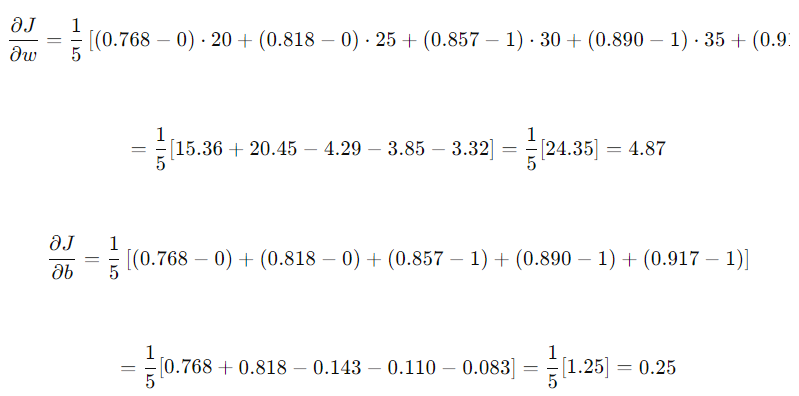 ∂J/∂w = 1/5 [(0.768 − 0) · 20 + (0.818 − 0) · 25 + (0.857 − 1) · 30 + (0.890 − 1) · 35 + (0.9
= 1/5 [15.36 + 20.45 − 4.29 − 3.85 − 3.32] = 1/5 [24.35] = 4.87
∂J/∂b = 1/5 [(0.768 − 0) + (0.818 − 0) + (0.857 − 1) + (0.890 − 1) + (0.917 − 1)]
= 1/5 [0.768 + 0.818 − 0.143 − 0.110 − 0.083] = 1/5 [1.25] = 0.25